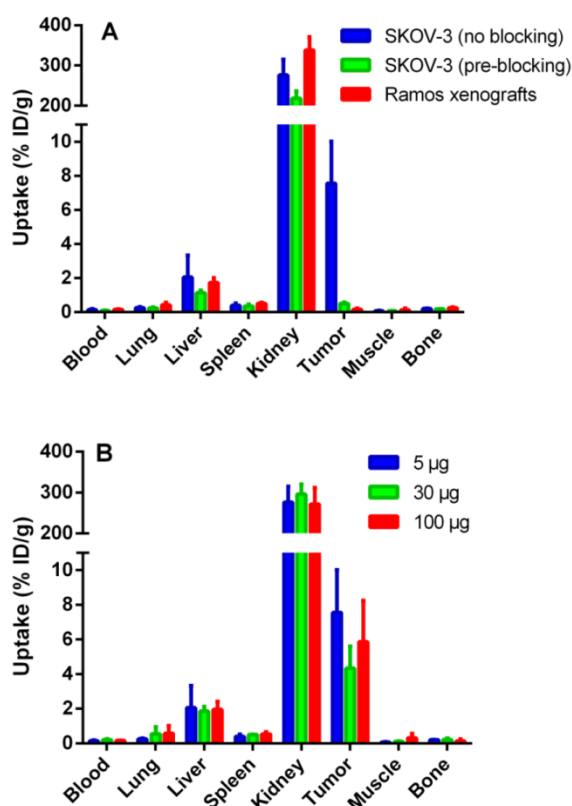 A
SKOV-3 (no blocking)
SKOV-3 (pre-blocking)
Ramos xenografts
Uptake (% ID/g)
400
300
200
10
8
6
4
2
0
Blood
Lung
Liver
Spleen
Kidney
Tumor
Muscle
Bone
B
5 µg
30 µg
100 µg
Uptake (% ID/g)
400
300
200
10
8
6
4
2
0
Blood
Lung
Liver
Spleen
Kidney
Tumor
Muscle
Bone